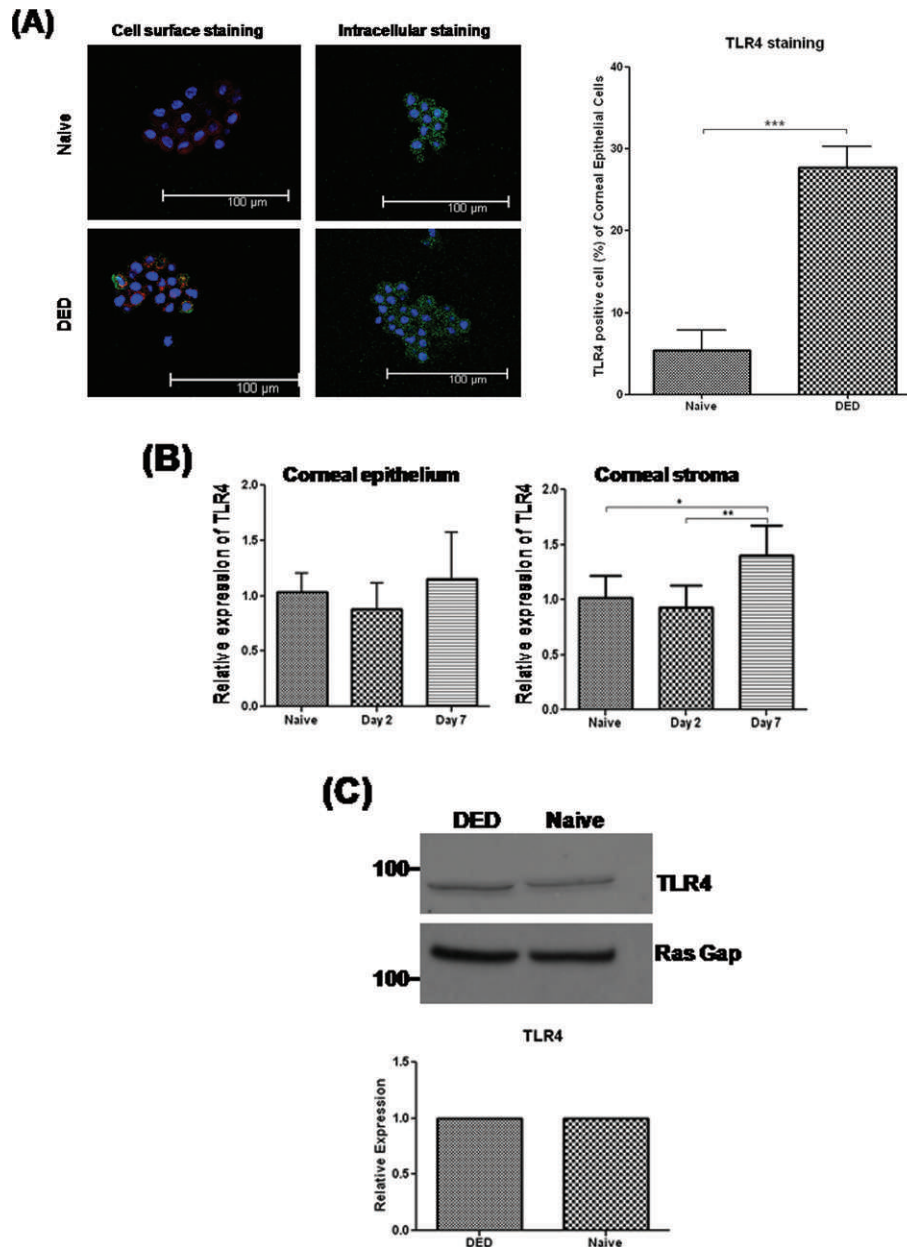 (A)
Cell surface staining
Intracellular staining
Naive
100 µm
100 µm
DED
100 µm
100 µm
TLR4 staining
TLR4 positive cell (%) of Corneal Epithelial Cells
40
30
20
10
0
***
Naive
DED
(B)
Corneal epithelium
Relative expression of TLR4
2.0
1.5
1.0
0.5
0.0
Naive
Day 2
Day 7
Corneal stroma
Relative expression of TLR4
2.0
1.5
1.0
0.5
0.0
*
**
Naive
Day 2
Day 7
(C)
DED
Naive
100
TLR4
Ras Gap
100
TLR4
Relative Expression
1.5
1.0
0.5
0.0
DED
Naive